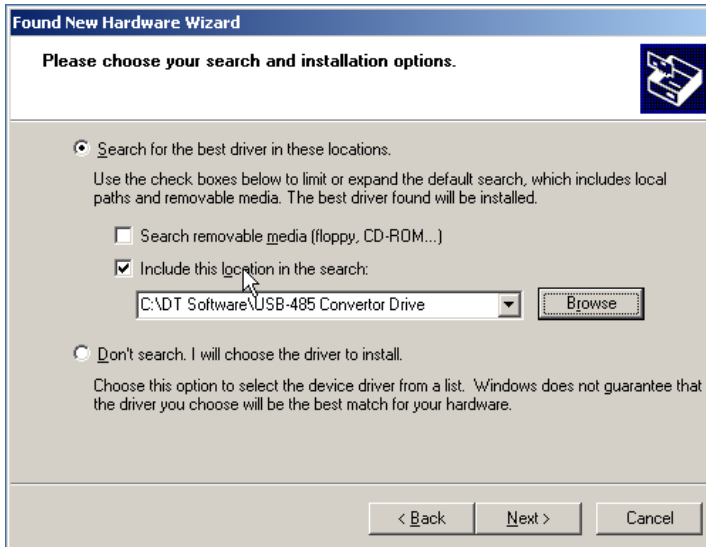 Found New Hardware Wizard
Please choose your search and installation options.
Search for the best driver in these locations.
Use the check boxes below to limit or expand the default search, which includes local
paths and removable media. The best driver found will be installed.
Search removable media (floppy, CD-ROM...)
Include this location in the search:
C:\DT Software\USB-485 Convertor Drive
Browse
Don't search. I will choose the driver to install.
Choose this option to select the device driver from a list. Windows does not guarantee that
the driver you choose will be the best match for your hardware.
< Back Next > Cancel